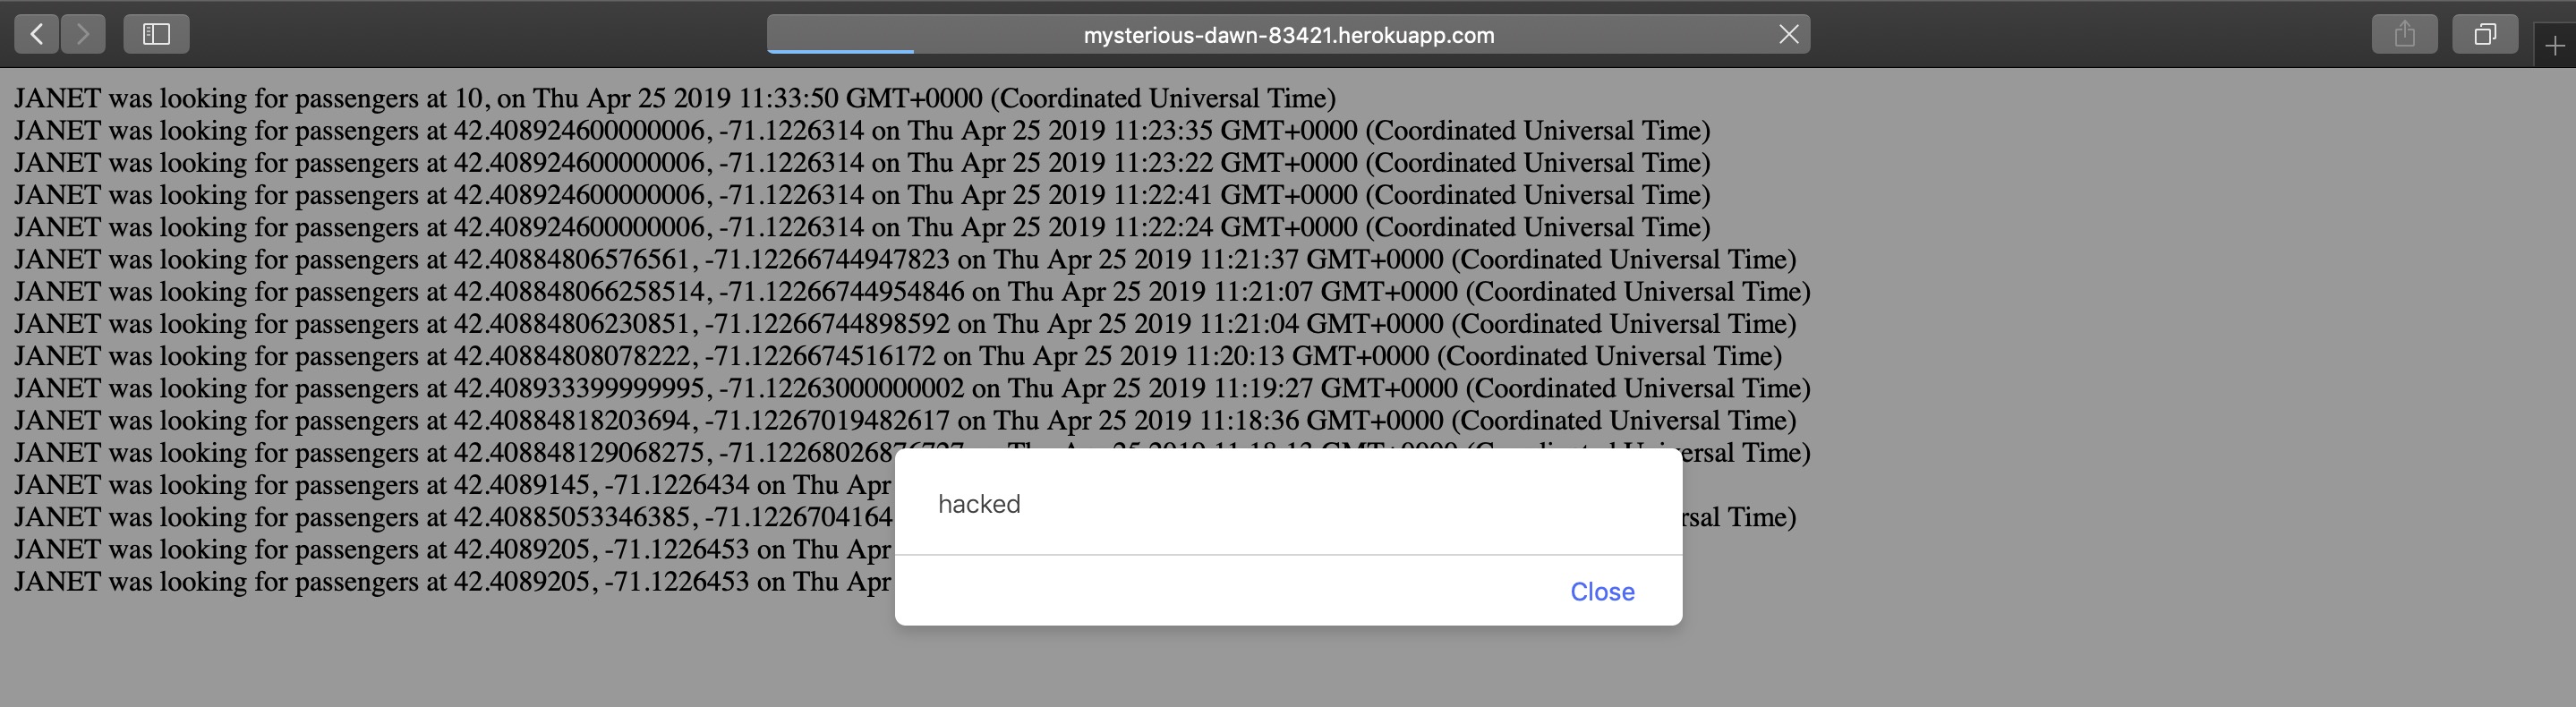 mysterious-dawn-83421.herokuapp.com
JANET was looking for passengers at 10, on Thu Apr 25 2019 11:33:50 GMT+0000 (Coordinated Universal Time)
JANET was looking for passengers at 42.408924600000006, -71.1226314 on Thu Apr 25 2019 11:23:35 GMT+0000 (Coordinated Universal Time)
JANET was looking for passengers at 42.408924600000006, -71.1226314 on Thu Apr 25 2019 11:23:22 GMT+0000 (Coordinated Universal Time)
JANET was looking for passengers at 42.408924600000006, -71.1226314 on Thu Apr 25 2019 11:22:41 GMT+0000 (Coordinated Universal Time)
JANET was looking for passengers at 42.408924600000006, -71.1226314 on Thu Apr 25 2019 11:22:24 GMT+0000 (Coordinated Universal Time)
JANET was looking for passengers at 42.40884806576561, -71.12266744947823 on Thu Apr 25 2019 11:21:37 GMT+0000 (Coordinated Universal Time)
JANET was looking for passengers at 42.408848066258514, -71.12266744954846 on Thu Apr 25 2019 11:21:07 GMT+0000 (Coordinated Universal Time)
JANET was looking for passengers at 42.40884806230851, -71.12266744898592 on Thu Apr 25 2019 11:21:04 GMT+0000 (Coordinated Universal Time)
JANET was looking for passengers at 42.40884808078222, -71.1226674516172 on Thu Apr 25 2019 11:20:13 GMT+0000 (Coordinated Universal Time)
JANET was looking for passengers at 42.408933399999995, -71.12263000000002 on Thu Apr 25 2019 11:19:27 GMT+0000 (Coordinated Universal Time)
JANET was looking for passengers at 42.40884818203694, -71.12267019482617 on Thu Apr 25 2019 11:18:36 GMT+0000 (Coordinated Universal Time)
JANET was looking for passengers at 42.408848129068275, Time)
JANET was looking for passengers at 42.4089145, -71.1226434 on Thu Apr
JANET was looking for passengers at 42.40885053346385, -71.1226704164 Time)
JANET was looking for passengers at 42.4089205, -71.1226453 on Thu Apr
JANET was looking for passengers at 42.4089205, -71.1226453 on Thu Apr
hacked
Close